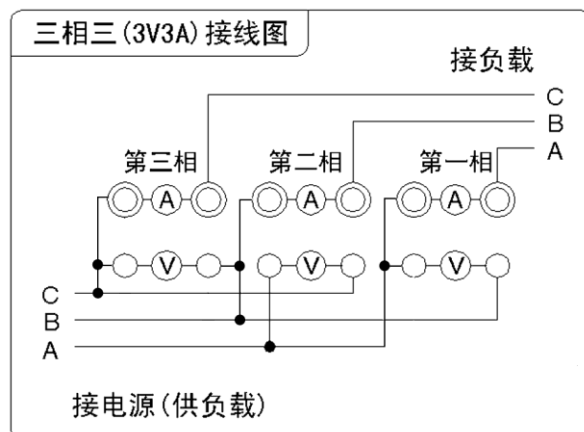 三相三(3V3A)接线图
接负载
C
B
A
第三相 第二相 第一相
A A A
V V V
C
B
A
接电源(供负载)